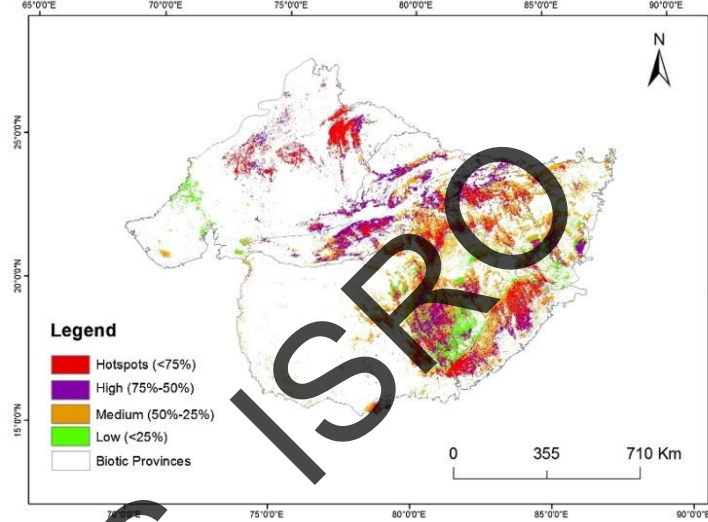 65°0'0"E 70°0'0"E 75°0'0"E 80°0'0"E 85°0'0"E 90°0'0"E
N
25°0'0"N
20°0'0"N
15°0'0"N
Legend
Hotspots (<75%)
High (75%-50%)
Medium (50%-25%)
Low (<25%)
Biotic Provinces
0 355 710 Km
ISRO
70°0'0"E 75°0'0"E 80°0'0"E 85°0'0"E 90°0'0"E